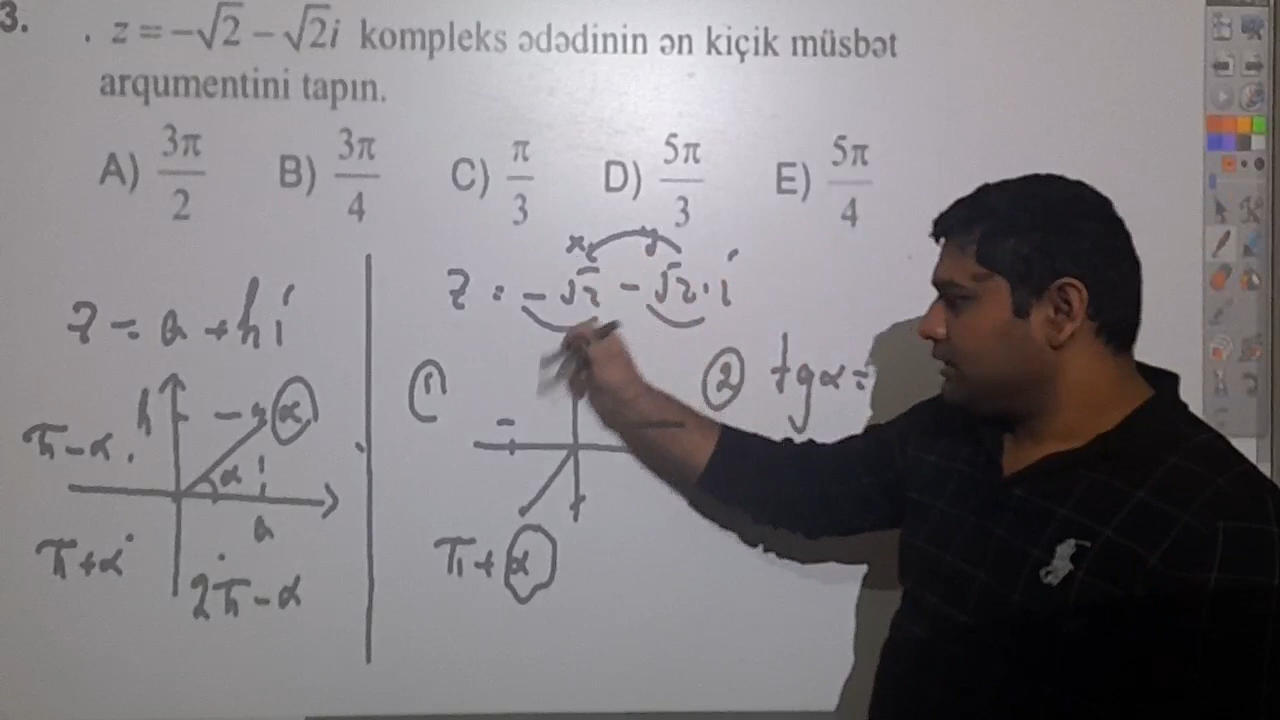 3. . z = −√2 − √2i kompleks ədədinin ən kiçik müsbət
arqumentini tapın.
A) 3π/2 B) 3π/4 C) π/3 D) 5π/3 E) 5π/4
x y
z = -√2 - √2 · i
z = a + bi
① ② tgα =
b α
π-α α
a
π+α 2π-α
-
π+α